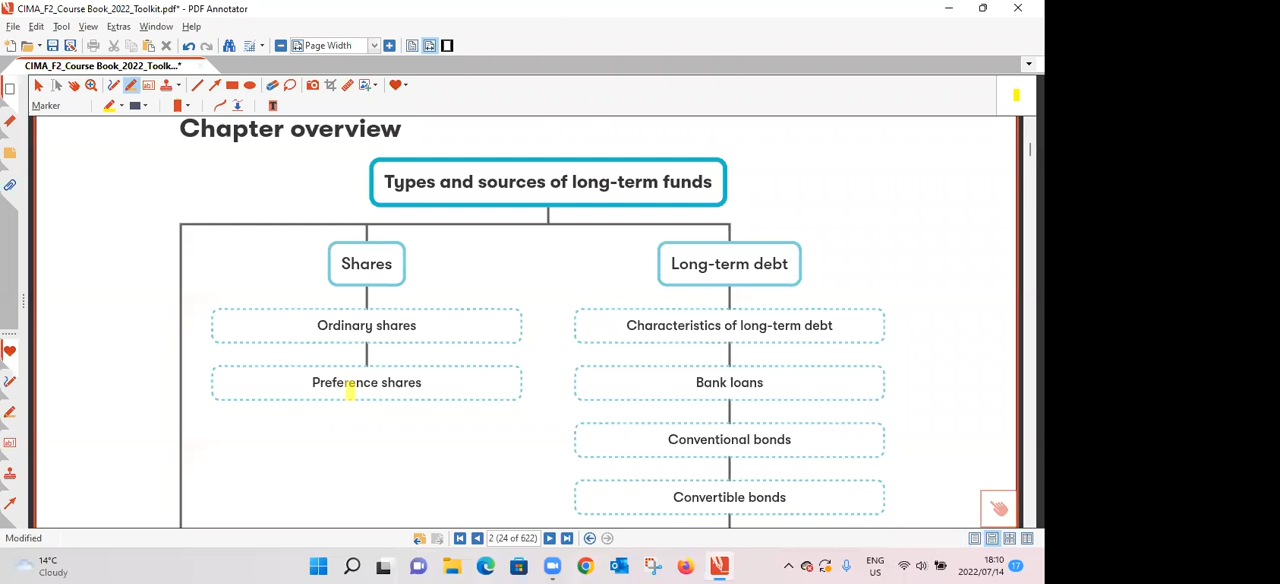 CIMA_F2_Course Book_2022_Toolkit.pdf* - PDF Annotator
File Edit Tool View Extras Window Help
Page Width
CIMA_F2_Course Book_2022_Toolk...*
Marker
Chapter overview
Types and sources of long-term funds
Shares
Long-term debt
Ordinary shares
Characteristics of long-term debt
Preference shares
Bank loans
Conventional bonds
Convertible bonds
Modified
2 (24 of 622)
14°C
Cloudy
ENG
US
18:10
2022/07/14
17